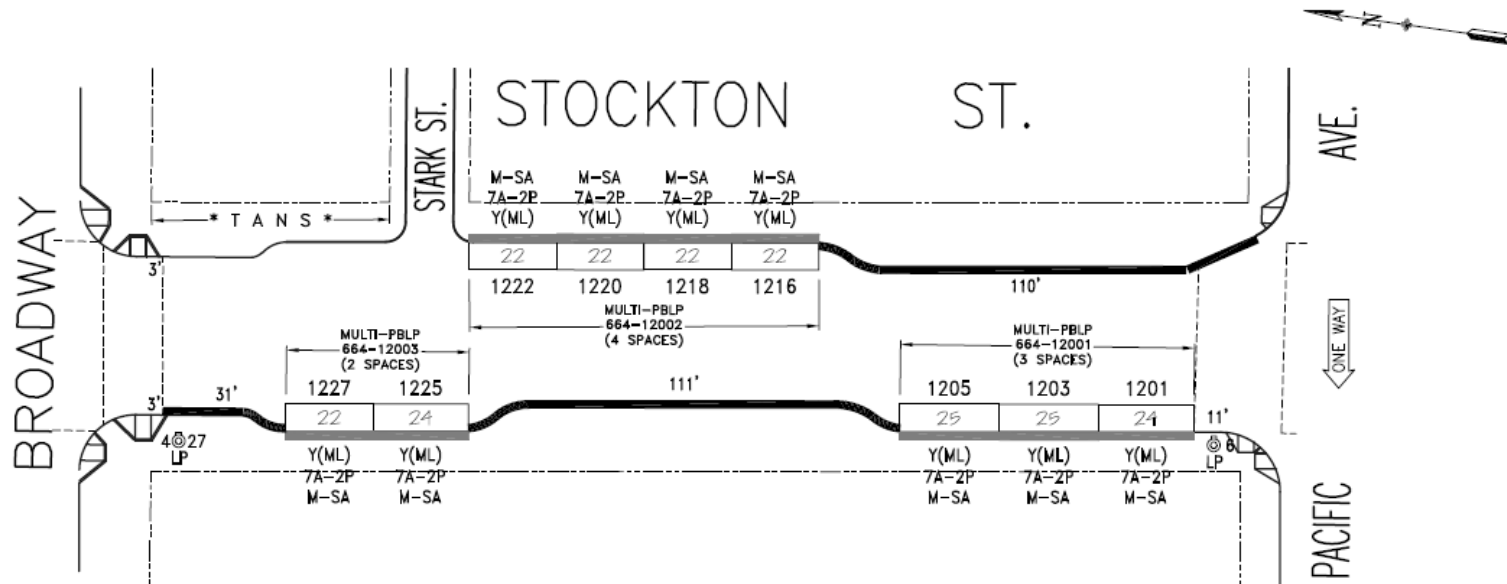 N
STOCKTON ST.
AVE.
STARK ST.
BROADWAY
* T A N S *
M-SA M-SA M-SA M-SA
7A-2P 7A-2P 7A-2P 7A-2P
Y(ML) Y(ML) Y(ML) Y(ML)
3'
22 22 22 22
1222 1220 1218 1216
110'
MULTI-PBLP
664-12002
(4 SPACES)
MULTI-PBLP
664-12003
(2 SPACES)
MULTI-PBLP
664-12001
(3 SPACES)
ONE WAY
3'
31'
1227 1225
111'
1205 1203 1201
22 24
25 25 24
11'
4 27
LP
6
LP
Y(ML) Y(ML) Y(ML) Y(ML) Y(ML)
7A-2P 7A-2P 7A-2P 7A-2P 7A-2P
M-SA M-SA M-SA M-SA M-SA
PACIFIC